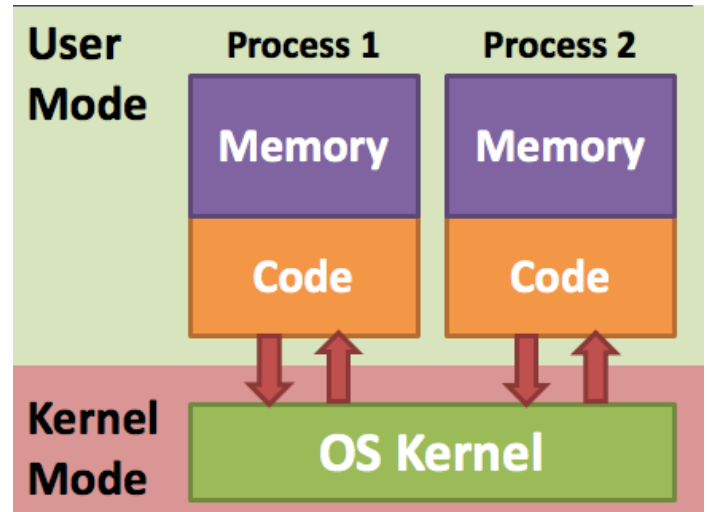 User
Mode
Process 1
Process 2
Memory
Memory
Code
Code
Kernel
Mode
OS Kernel